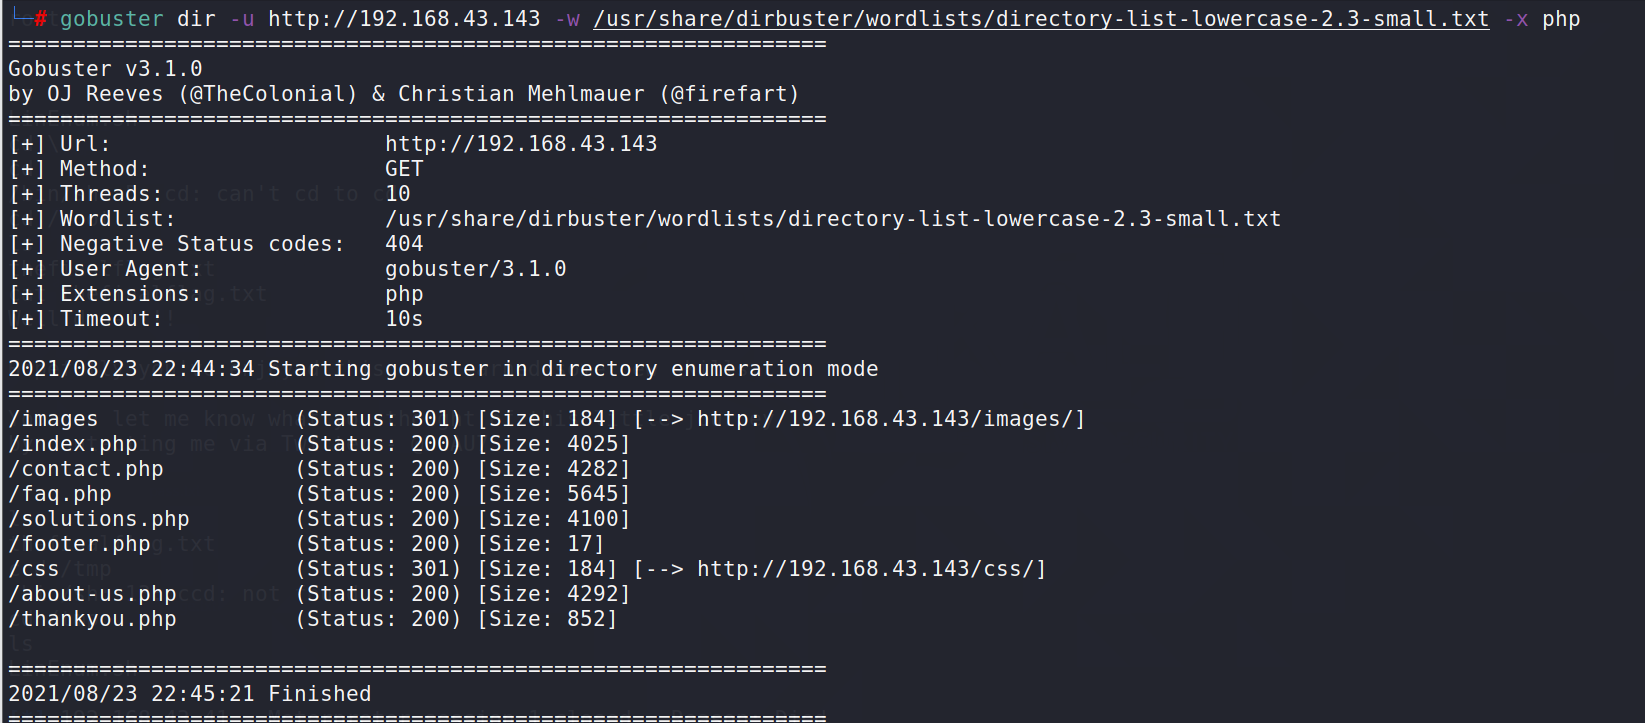 # gobuster dir -u http://192.168.43.143 -w /usr/share/dirbuster/wordlists/directory-list-lowercase-2.3-small.txt -x php
===============================================================
Gobuster v3.1.0
by OJ Reeves (@TheColonial) & Christian Mehlmauer (@firefart)
===============================================================
[+] Url:                     http://192.168.43.143
[+] Method:                  GET
[+] Threads:                 10
[+] Wordlist:                /usr/share/dirbuster/wordlists/directory-list-lowercase-2.3-small.txt
[+] Negative Status codes:   404
[+] User Agent:              gobuster/3.1.0
[+] Extensions:              php
[+] Timeout:                 10s
===============================================================
2021/08/23 22:44:34 Starting gobuster in directory enumeration mode
===============================================================
/images               (Status: 301) [Size: 184] [--> http://192.168.43.143/images/]
/index.php            (Status: 200) [Size: 4025]
/contact.php          (Status: 200) [Size: 4282]
/faq.php              (Status: 200) [Size: 5645]
/solutions.php        (Status: 200) [Size: 4100]
/footer.php           (Status: 200) [Size: 17]
/css                  (Status: 301) [Size: 184] [--> http://192.168.43.143/css/]
/about-us.php         (Status: 200) [Size: 4292]
/thankyou.php         (Status: 200) [Size: 852]
ls
===============================================================
2021/08/23 22:45:21 Finished
===============================================================